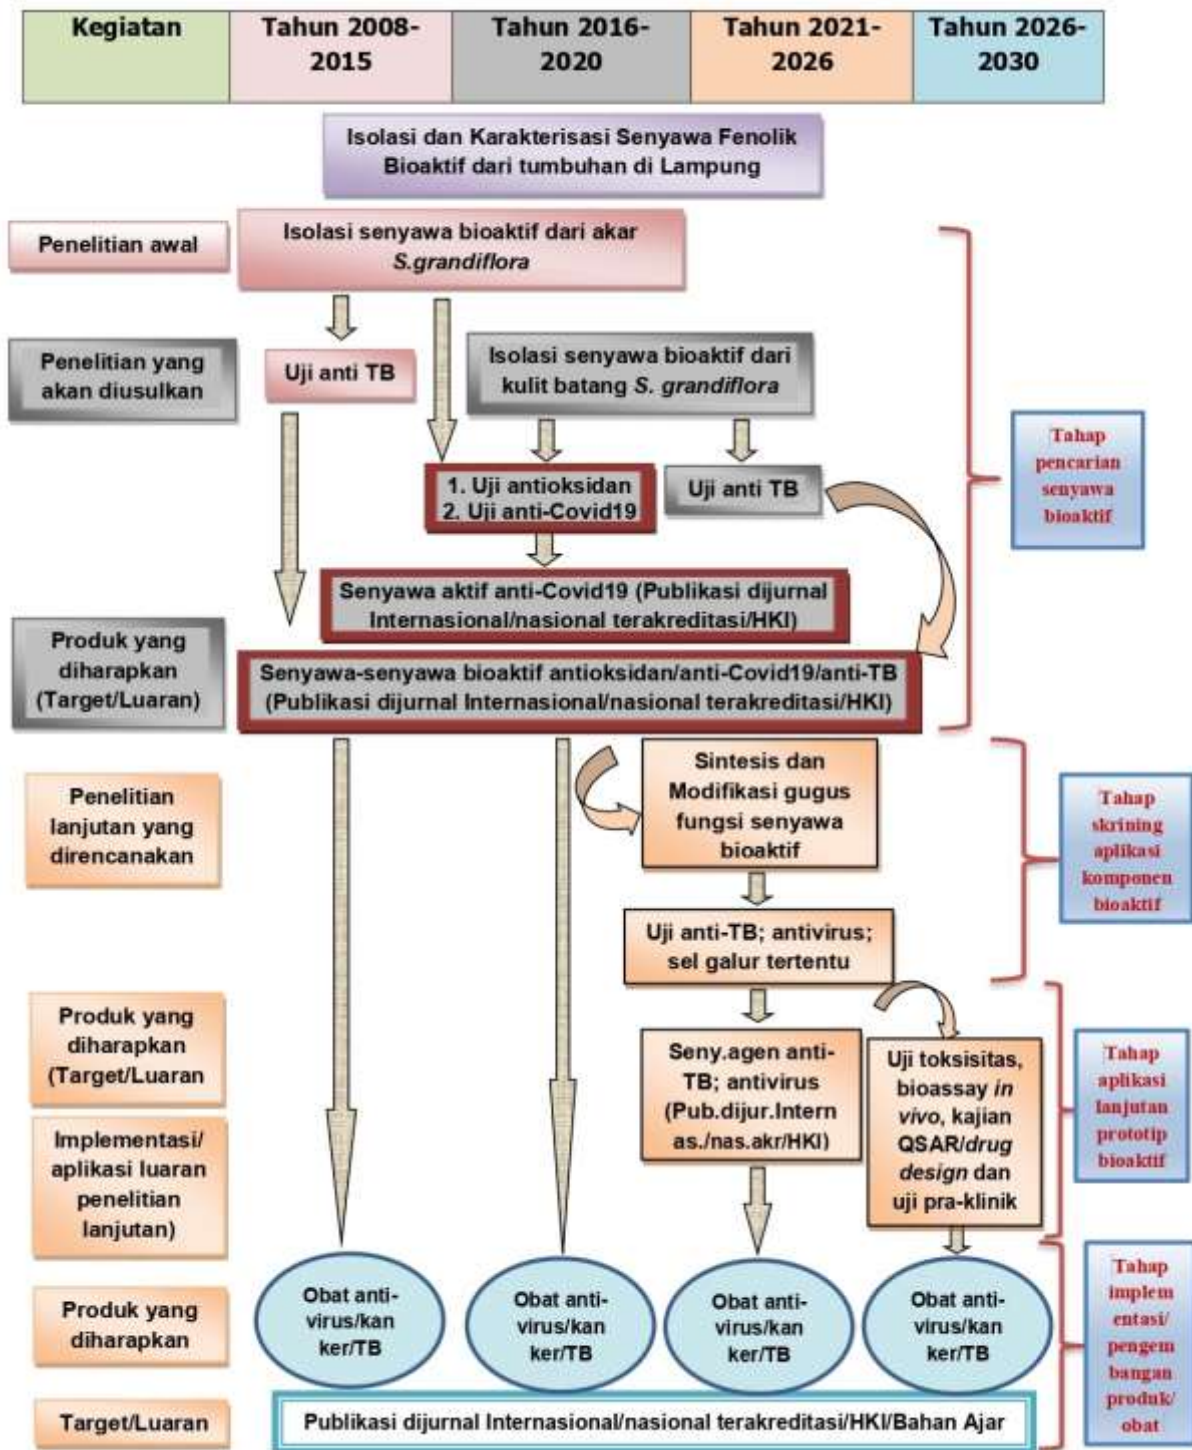 Kegiatan
Tahun 2008-
2015
Tahun 2016-
2020
Tahun 2021-
2026
Tahun 2026-
2030
Isolasi dan Karakterisasi Senyawa Fenolik
Bioaktif dari tumbuhan di Lampung
Penelitian awal
Isolasi senyawa bioaktif dari akar
S.grandiflora
Penelitian yang
akan diusulkan
Uji anti TB
Isolasi senyawa bioaktif dari
kulit batang S. grandiflora
1. Uji antioksidan
2. Uji anti-Covid19
Uji anti TB
Tahap
pencarian
senyawa
bioaktif
Senyawa aktif anti-Covid19 (Publikasi dijurnal
Internasional/nasional terakreditasi/HKI)
Produk yang
diharapkan
(Target/Luaran)
Senyawa-senyawa bioaktif antioksidan/anti-Covid19/anti-TB
(Publikasi dijurnal Internasional/nasional terakreditasi/HKI)
Penelitian
lanjutan yang
direncanakan
Sintesis dan
Modifikasi gugus
fungsi senyawa
bioaktif
Tahap
skrining
aplikasi
komponen
bioaktif
Uji anti-TB; antivirus;
sel galur tertentu
Produk yang
diharapkan
(Target/Luaran
Seny.agen anti-
TB; antivirus
(Pub.dijur.Intern
as./nas.akr/HKI)
Uji toksisitas,
bioassay in
vivo, kajian
QSAR/drug
design dan
uji pra-klinik
Tahap
aplikasi
lanjutan
prototip
bioaktif
Implementasi/
aplikasi luaran
penelitian
lanjutan)
Produk yang
diharapkan
Obat anti-
virus/kan
ker/TB
Obat anti-
virus/kan
ker/TB
Obat anti-
virus/kan
ker/TB
Obat anti-
virus/kan
ker/TB
Tahap
implem
entasi/
pengem
bangan
produk/
obat
Target/Luaran
Publikasi dijurnal Internasional/nasional terakreditasi/HKI/Bahan Ajar